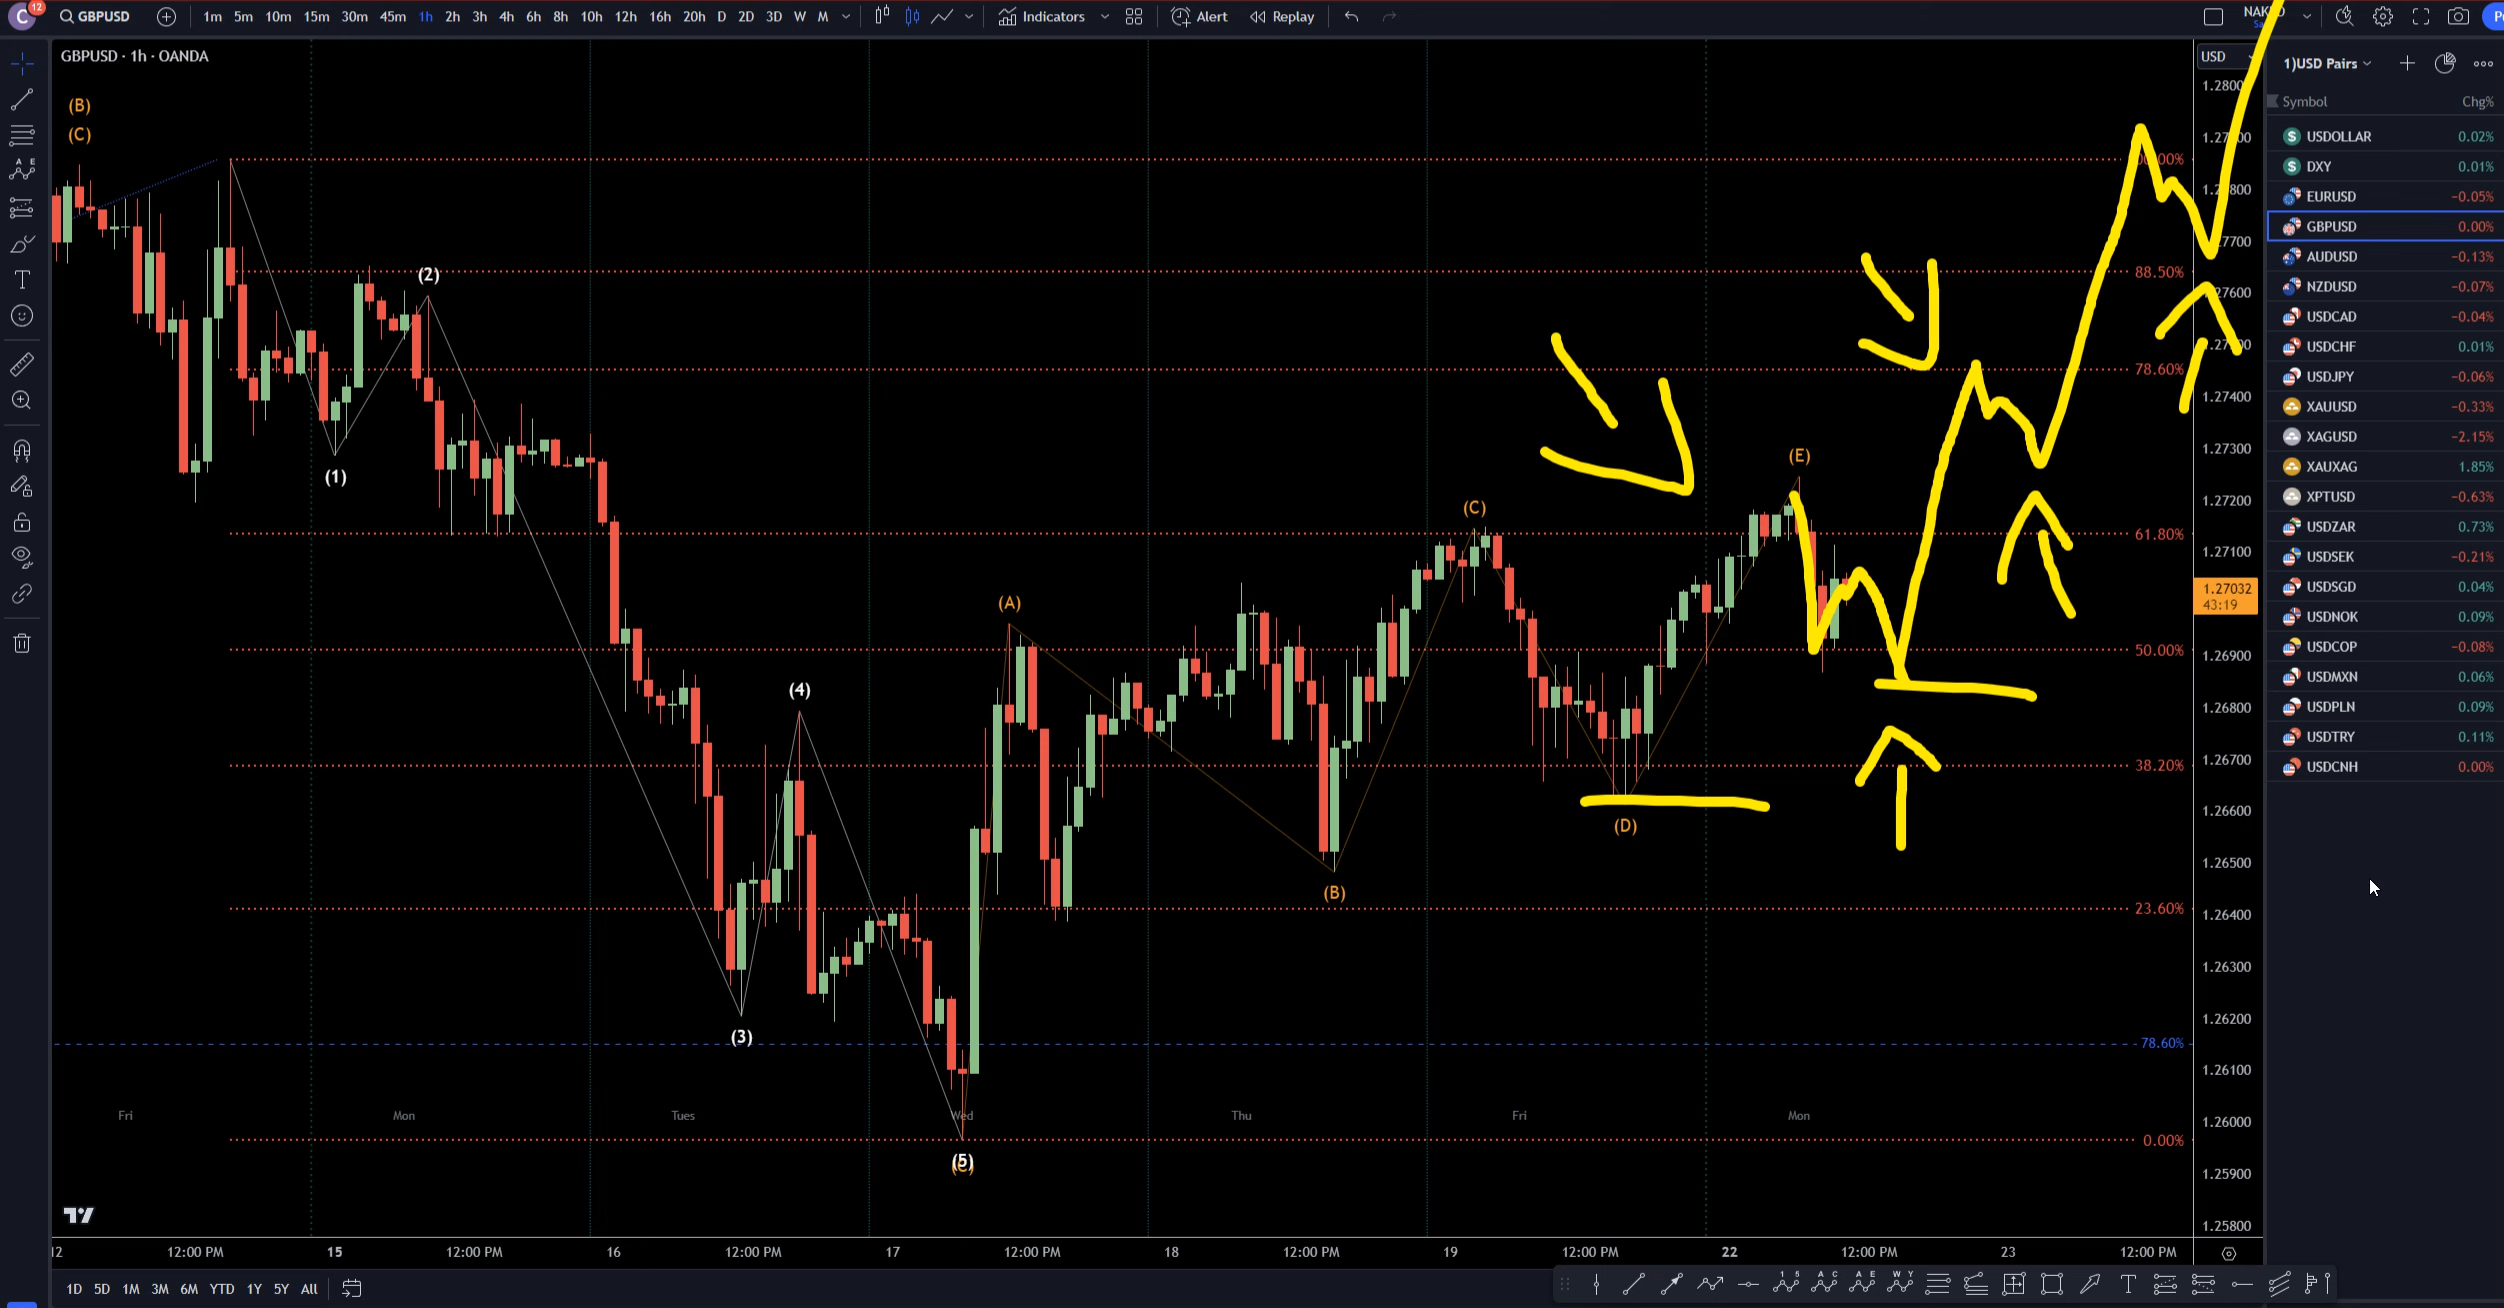 C 12 GBPUSD 1m 5m 10m 15m 30m 45m 1h 2h 3h 4h 6h 8h 10h 12h 16h 20h D 2D 3D W M Indicators Alert Replay
GBPUSD · 1h · OANDA
USD
1)USD Pairs
Symbol Chg%
USDOLLAR 0.02%
DXY 0.01%
EURUSD −0.05%
GBPUSD 0.00%
AUDUSD −0.13%
NZDUSD −0.07%
USDCAD −0.04%
USDCHF 0.01%
USDJPY −0.06%
XAUUSD −0.33%
XAGUSD −2.15%
XAUXAG 1.85%
XPTUSD −0.63%
USDZAR 0.73%
USDSEK −0.21%
USDSGD 0.04%
USDNOK 0.09%
USDCOP −0.08%
USDMXN 0.06%
USDPLN 0.09%
USDTRY 0.11%
USDCNH 0.00%
(B)
(C)
(1)
(2)
(3)
(4)
(5)
(A)
(B)
(C)
(D)
(E)
88.50%
78.60%
61.80%
50.00%
38.20%
23.60%
78.60%
0.00%
1.27400
1.27300
1.27200
1.27100
1.27032
43:19
1.26900
1.26800
1.26700
1.26600
1.26500
1.26400
1.26300
1.26200
1.26100
1.26000
1.25900
1.25800
Fri Mon Tues Wed Thu Fri Mon
12 12:00 PM 15 12:00 PM 16 12:00 PM 17 12:00 PM 18 12:00 PM 19 12:00 PM 22 12:00 PM 23 12:00 PM
1D 5D 1M 3M 6M YTD 1Y 5Y All